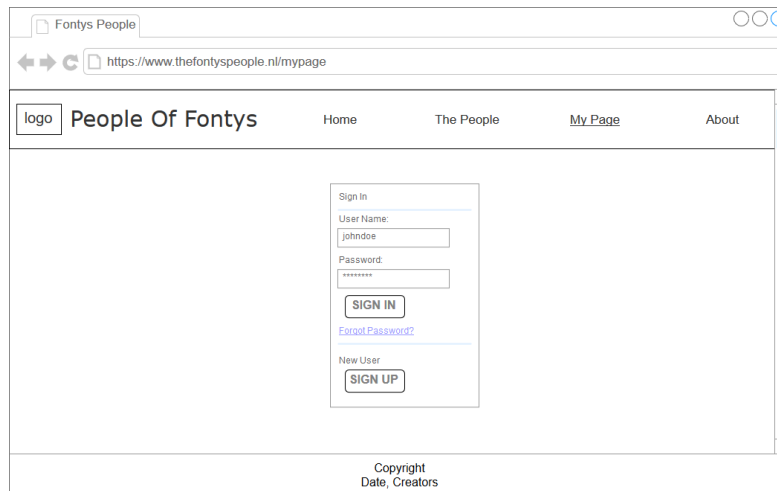 Fontys People
https://www.thefontyspeople.nl/mypage
logo People Of Fontys Home The People My Page About
Sign In
User Name:
johndoe
Password:
********
SIGN IN
Forgot Password?
New User
SIGN UP
Copyright
Date, Creators